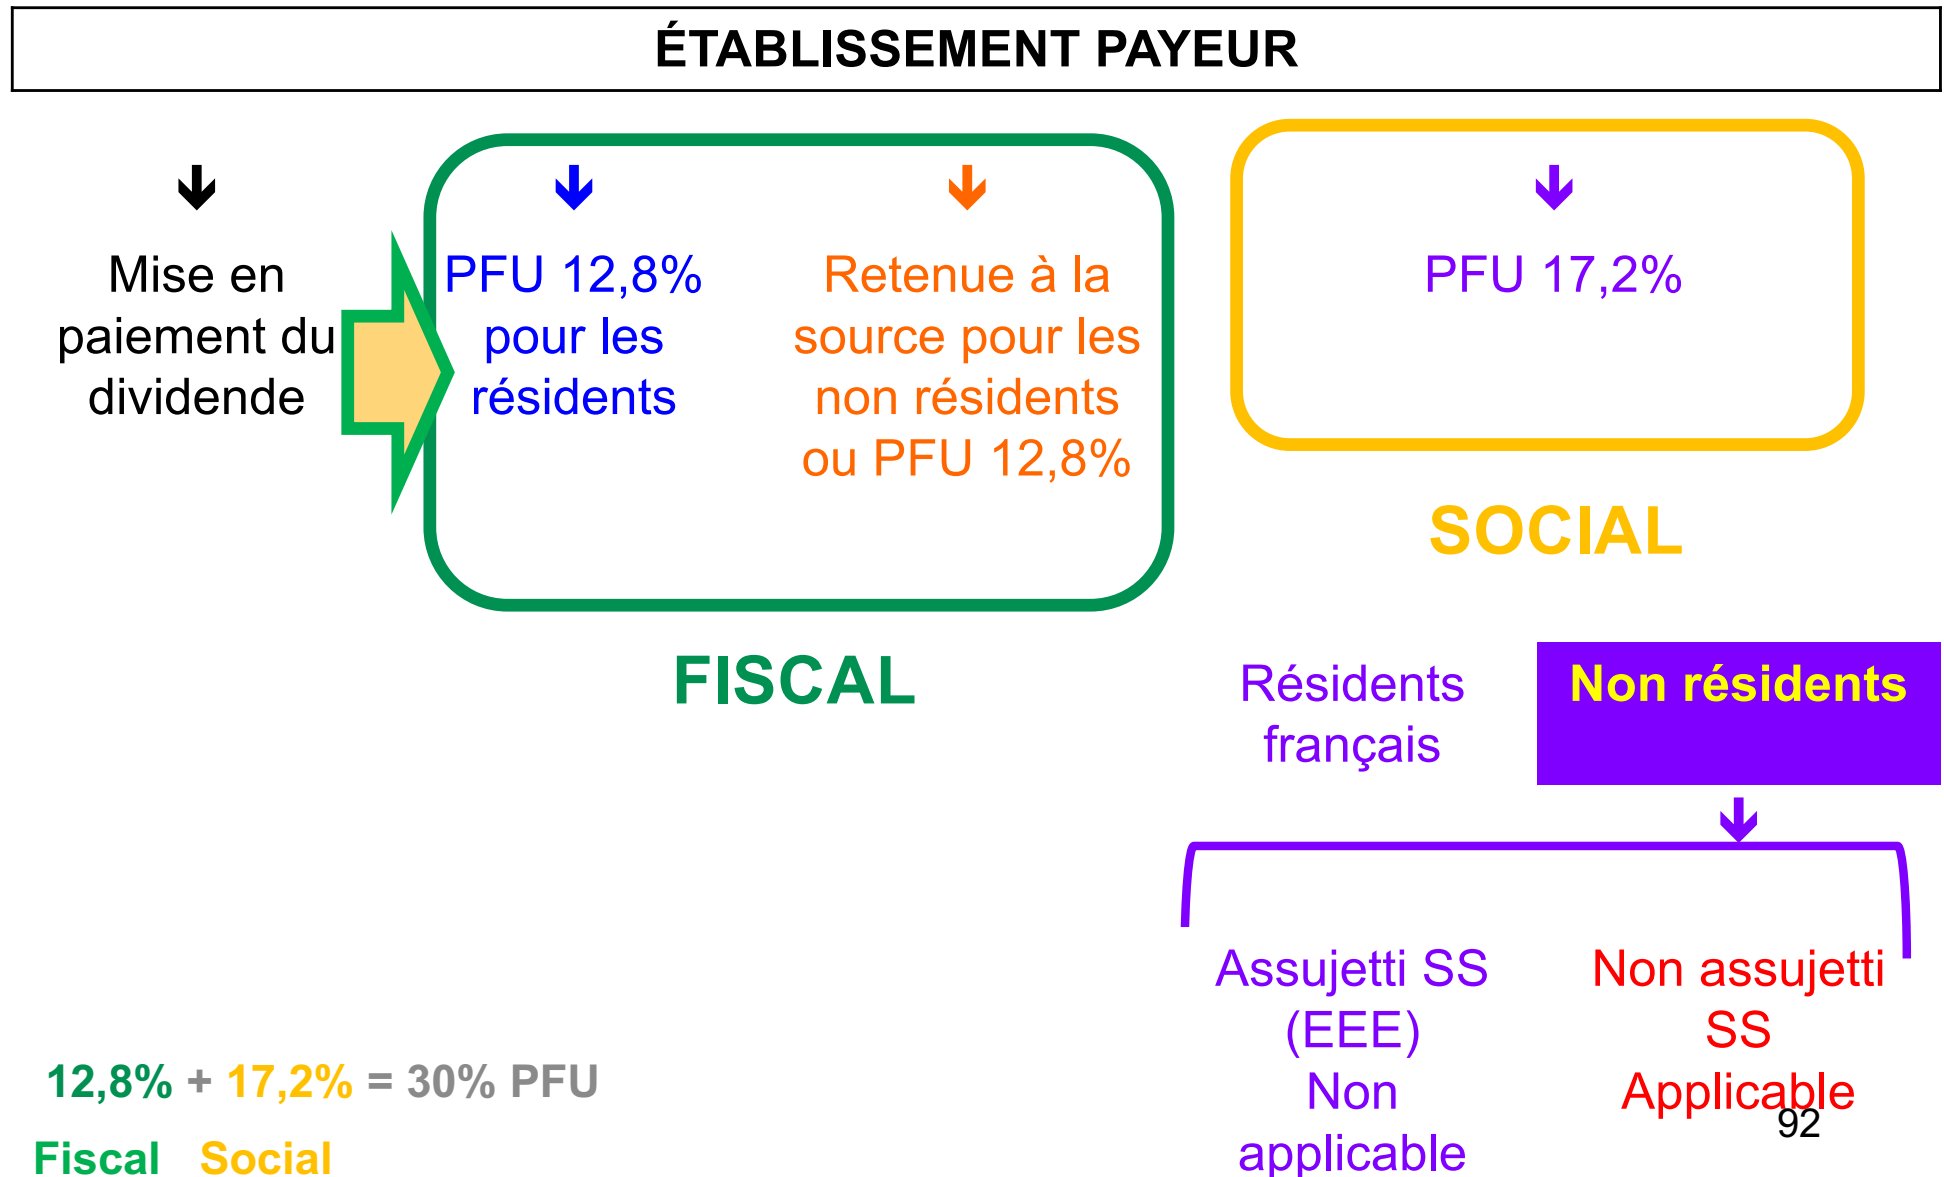 ÉTABLISSEMENT PAYEUR
Mise en
paiement du
dividende
PFU 12,8%
pour les
résidents
Retenue à la
source pour les
non résidents
ou PFU 12,8%
PFU 17,2%
SOCIAL
FISCAL
Résidents
français
Non résidents
Assujetti SS
(EEE)
Non
applicable
Non assujetti
SS
Applicable
12,8% + 17,2% = 30% PFU
Fiscal Social
92